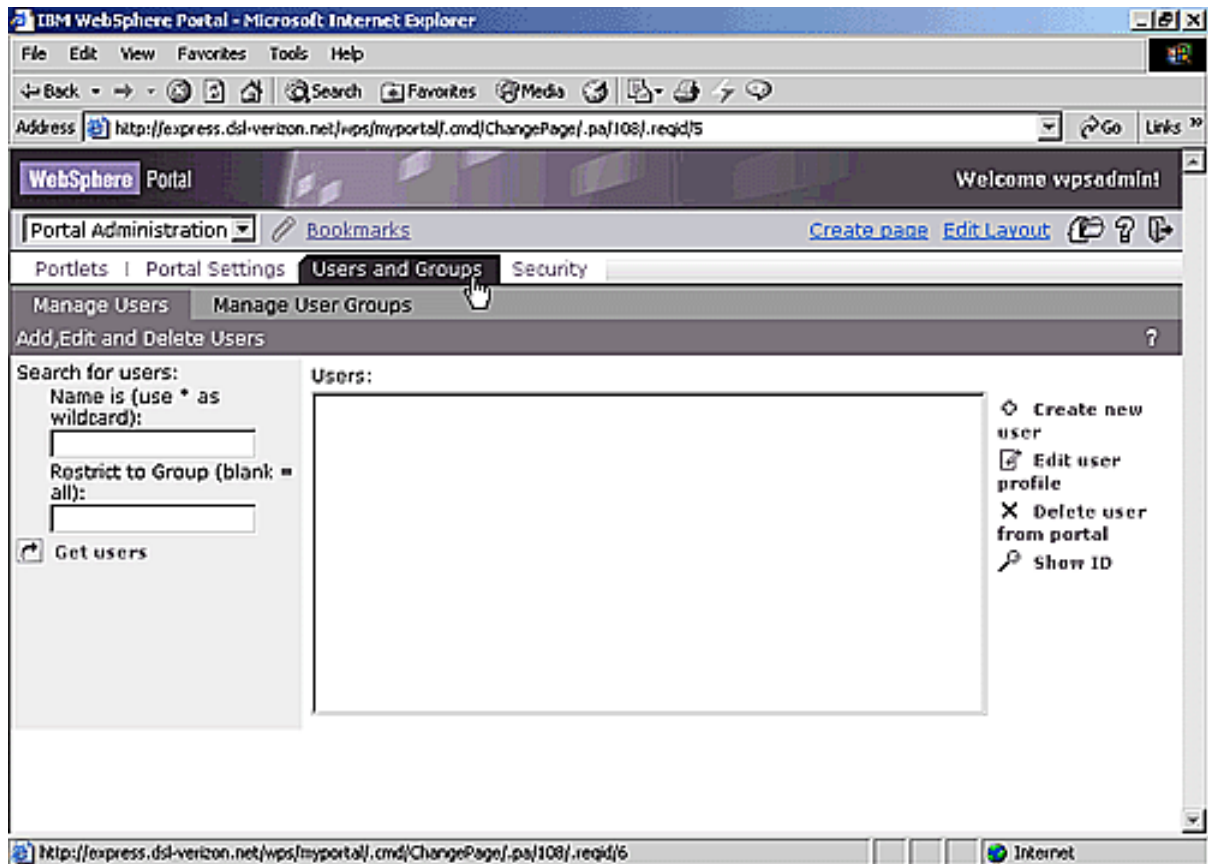 IBM WebSphere Portal - Microsoft Internet Explorer
File Edit View Favorites Tools Help
Back Search Favorites Media
Address http://express.dsl-verizon.net/wps/myportal/.cmd/ChangePage/.pa/108/.reqid/5 Go Links »
WebSphere Portal Welcome wpsadmin!
Portal Administration Bookmarks Create page Edit Layout ?
Portlets | Portal Settings Users and Groups Security
Manage Users Manage User Groups
Add,Edit and Delete Users ?
Search for users:
Name is (use * as
wildcard):
Restrict to Group (blank =
all):
Get users
Users:
Create new
user
Edit user
profile
Delete user
from portal
Show ID
http://express.dsl-verizon.net/wps/myportal/.cmd/ChangePage/.pa/108/.reqid/6 Internet